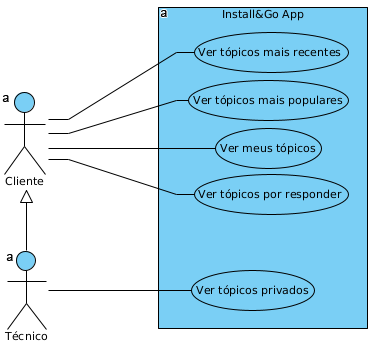 a
Install&Go App
Ver tópicos mais recentes
a
Ver tópicos mais populares
Ver meus tópicos
Cliente
Ver tópicos por responder
a
Ver tópicos privados
Técnico